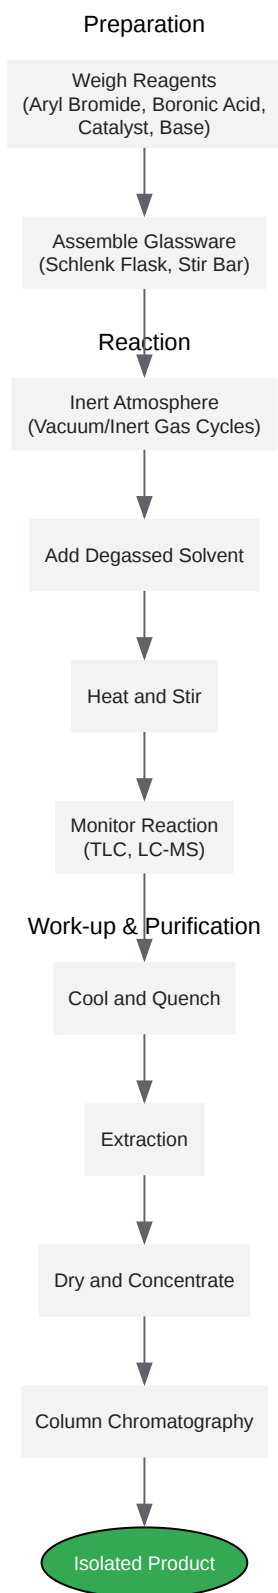 Preparation
Weigh Reagents
(Aryl Bromide, Boronic Acid,
Catalyst, Base)
Assemble Glassware
(Schlenk Flask, Stir Bar)
Reaction
Inert Atmosphere
(Vacuum/Inert Gas Cycles)
Add Degassed Solvent
Heat and Stir
Monitor Reaction
(TLC, LC-MS)
Work-up & Purification
Cool and Quench
Extraction
Dry and Concentrate
Column Chromatography
Isolated Product